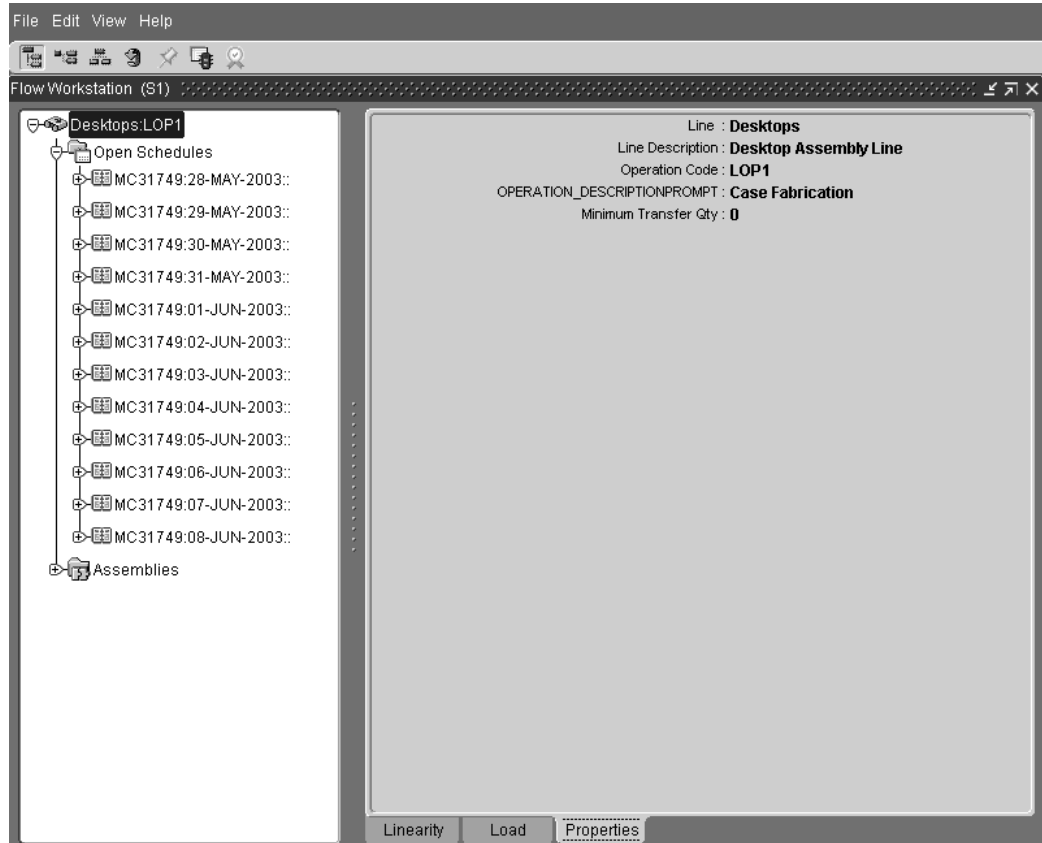 File Edit View Help
Flow Workstation (S1)
Desktops:LOP1
Open Schedules
MC31749:28-MAY-2003::
MC31749:29-MAY-2003::
MC31749:30-MAY-2003::
MC31749:31-MAY-2003::
MC31749:01-JUN-2003::
MC31749:02-JUN-2003::
MC31749:03-JUN-2003::
MC31749:04-JUN-2003::
MC31749:05-JUN-2003::
MC31749:06-JUN-2003::
MC31749:07-JUN-2003::
MC31749:08-JUN-2003::
Assemblies
Line : Desktops
Line Description : Desktop Assembly Line
Operation Code : LOP1
OPERATION_DESCRIPTIONPROMPT : Case Fabrication
Minimum Transfer Qty : 0
Linearity Load Properties